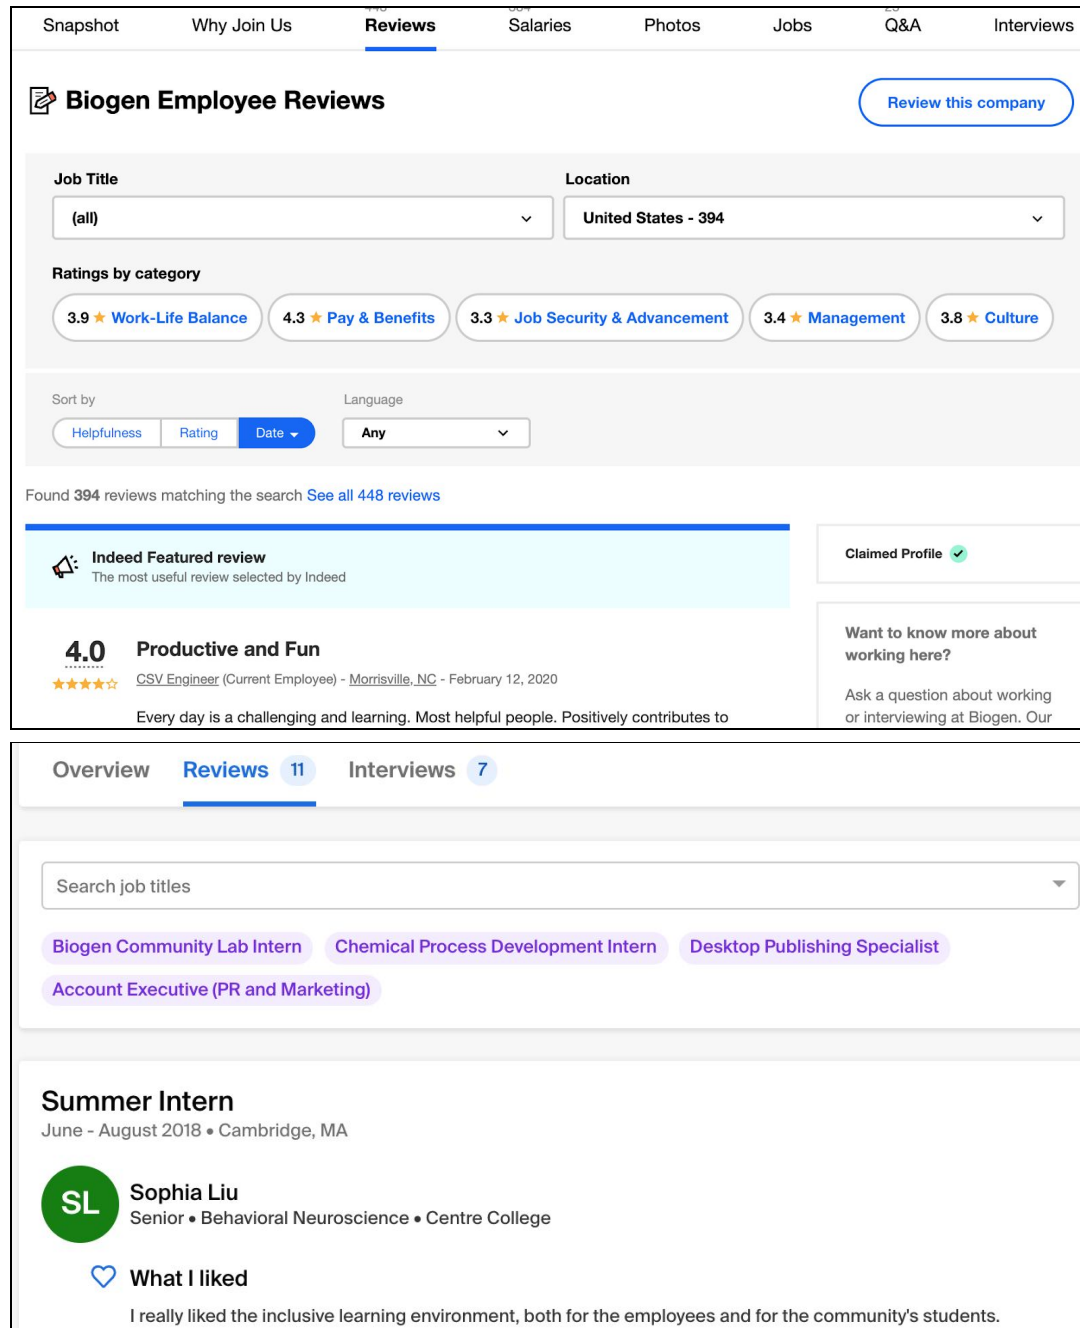 Snapshot Why Join Us Reviews Salaries Photos Jobs Q&A Interviews
Biogen Employee Reviews
Review this company
Job Title Location
(all) United States - 394
Ratings by category
3.9 ★ Work-Life Balance 4.3 ★ Pay & Benefits 3.3 ★ Job Security & Advancement 3.4 ★ Management 3.8 ★ Culture
Sort by Language
Helpfulness Rating Date Any
Found 394 reviews matching the search See all 448 reviews
Indeed Featured review
The most useful review selected by Indeed
Claimed Profile
4.0 Productive and Fun
CSV Engineer (Current Employee) - Morrisville, NC - February 12, 2020
Every day is a challenging and learning. Most helpful people. Positively contributes to
Want to know more about
working here?
Ask a question about working
or interviewing at Biogen. Our
Overview Reviews 11 Interviews 7
Search job titles
Biogen Community Lab Intern Chemical Process Development Intern Desktop Publishing Specialist
Account Executive (PR and Marketing)
Summer Intern
June - August 2018 • Cambridge, MA
SL
Sophia Liu
Senior • Behavioral Neuroscience • Centre College
What I liked
I really liked the inclusive learning environment, both for the employees and for the community's students.